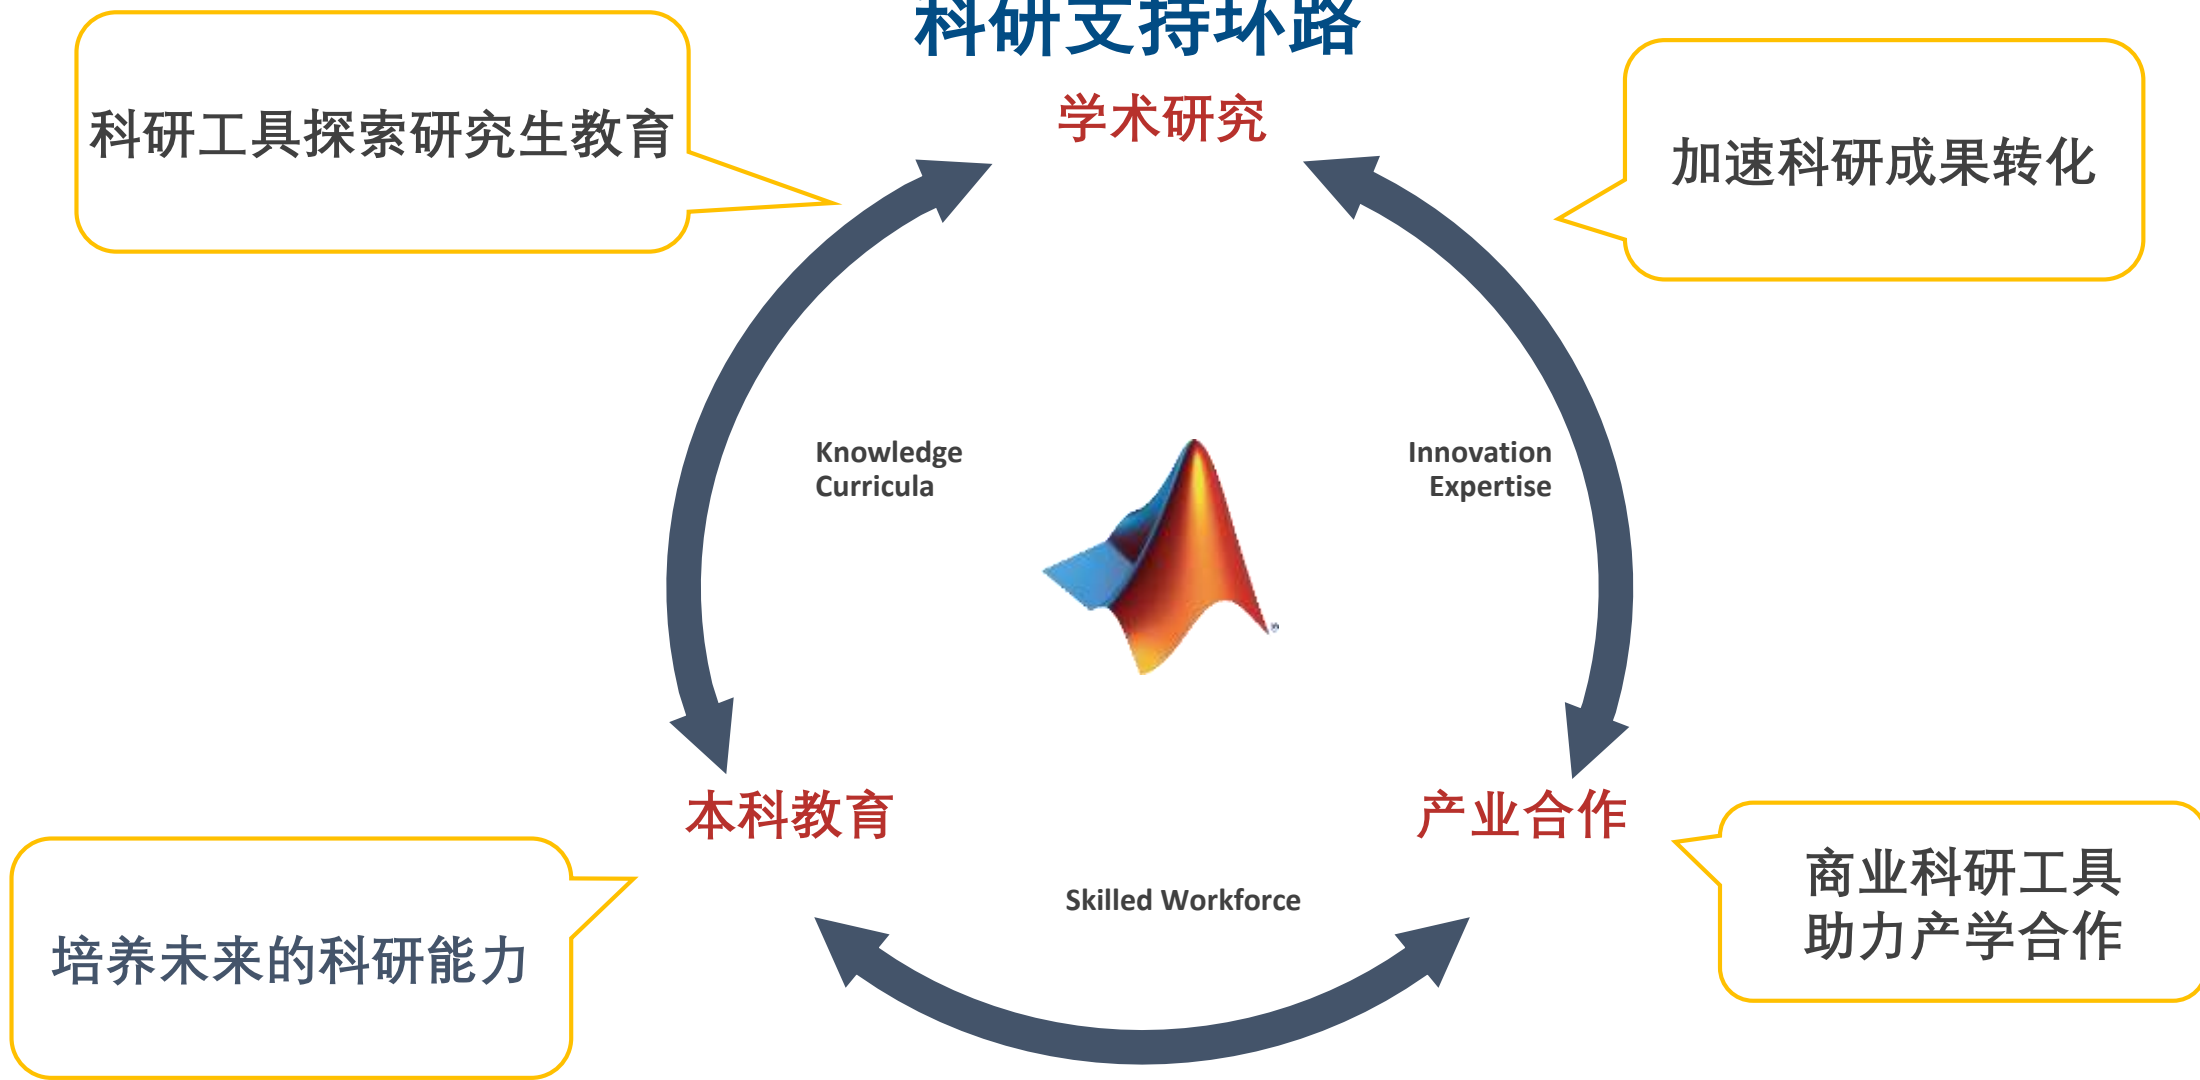 科研支持环路
学术研究
科研工具探索研究生教育
加速科研成果转化
Knowledge
Curricula
Innovation
Expertise
本科教育
产业合作
Skilled Workforce
商业科研工具
助力产学合作
培养未来的科研能力